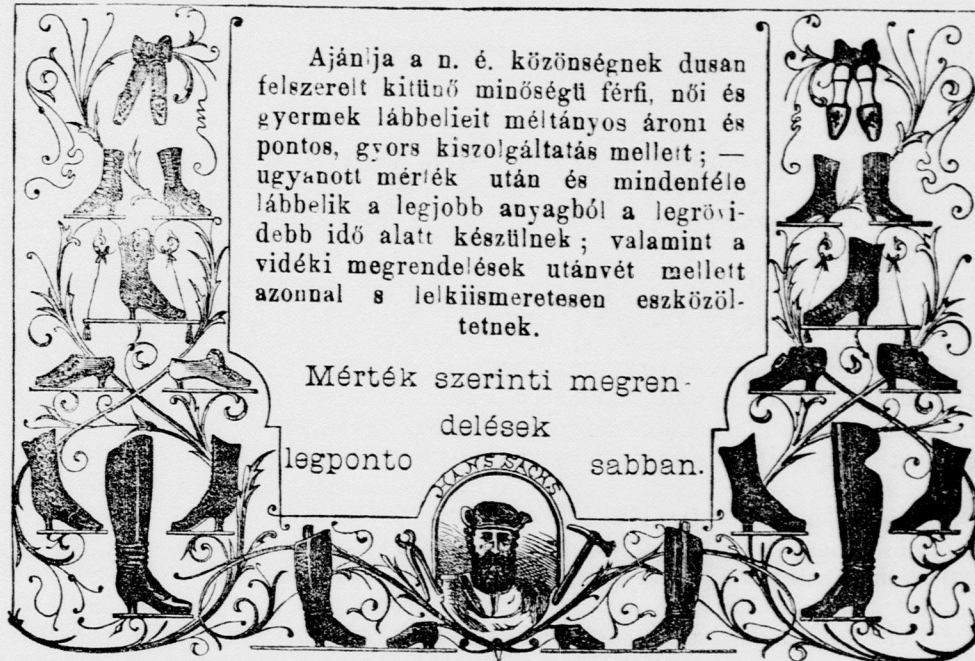 Ajánlja a n. é. közönségnek dusan
felszerelt kitünő minőségü férfi, női és
gyermek lábbelieit méltányos áron és
pontos, gyors kiszolgáltatás mellett; —
ugyanott mérték után és mindenféle
lábbelik a legjobb anyagból a legrövi-
debb idő alatt készülnek; valamint a
vidéki megrendelések utánvét mellett
azonnal s lelkiismeretesen eszközöl-
tetnek.
Mérték szerinti megren-
delések
legponto sabban.
HANS SACHS